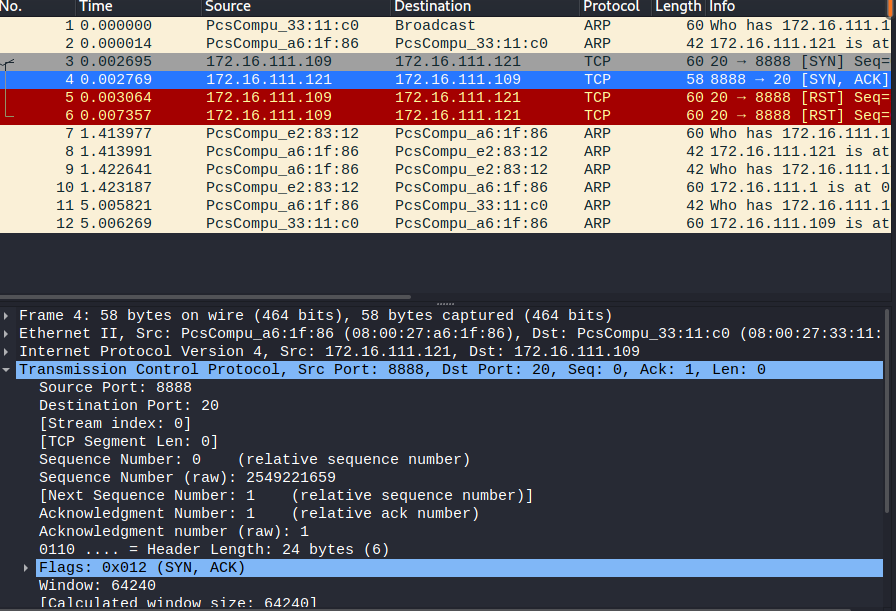 No. Time Source Destination Protocol Length Info
1 0.000000 PcsCompu_33:11:c0 Broadcast ARP 60 Who has 172.16.111.1
2 0.000014 PcsCompu_a6:1f:86 PcsCompu_33:11:c0 ARP 42 172.16.111.121 is at
3 0.002695 172.16.111.109 172.16.111.121 TCP 60 20 → 8888 [SYN] Seq=
4 0.002769 172.16.111.121 172.16.111.109 TCP 58 8888 → 20 [SYN, ACK]
5 0.003064 172.16.111.109 172.16.111.121 TCP 60 20 → 8888 [RST] Seq=
6 0.007357 172.16.111.109 172.16.111.121 TCP 60 20 → 8888 [RST] Seq=
7 1.413977 PcsCompu_e2:83:12 PcsCompu_a6:1f:86 ARP 60 Who has 172.16.111.1
8 1.413991 PcsCompu_a6:1f:86 PcsCompu_e2:83:12 ARP 42 172.16.111.121 is at
9 1.422641 PcsCompu_a6:1f:86 PcsCompu_e2:83:12 ARP 42 Who has 172.16.111.1
10 1.423187 PcsCompu_e2:83:12 PcsCompu_a6:1f:86 ARP 60 172.16.111.1 is at 0
11 5.005821 PcsCompu_a6:1f:86 PcsCompu_33:11:c0 ARP 42 Who has 172.16.111.1
12 5.006269 PcsCompu_33:11:c0 PcsCompu_a6:1f:86 ARP 60 172.16.111.109 is at
Frame 4: 58 bytes on wire (464 bits), 58 bytes captured (464 bits)
Ethernet II, Src: PcsCompu_a6:1f:86 (08:00:27:a6:1f:86), Dst: PcsCompu_33:11:c0 (08:00:27:33:11:
Internet Protocol Version 4, Src: 172.16.111.121, Dst: 172.16.111.109
Transmission Control Protocol, Src Port: 8888, Dst Port: 20, Seq: 0, Ack: 1, Len: 0
Source Port: 8888
Destination Port: 20
[Stream index: 0]
[TCP Segment Len: 0]
Sequence Number: 0 (relative sequence number)
Sequence Number (raw): 2549221659
[Next Sequence Number: 1 (relative sequence number)]
Acknowledgment Number: 1 (relative ack number)
Acknowledgment number (raw): 1
0110 .... = Header Length: 24 bytes (6)
Flags: 0x012 (SYN, ACK)
Window: 64240
[Calculated window size: 64240]